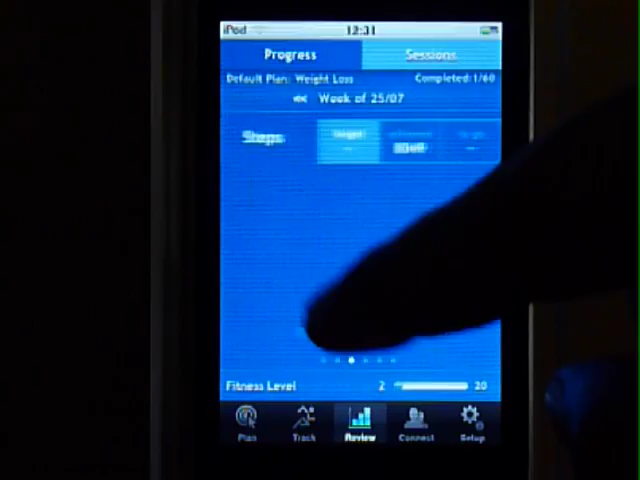 iPod 12:31
Progress Sessions
Default Plan: Weight Loss Completed:1/60
Week of 25/07
Steps Target
Fitness Level 2 20
Plan Track Review Connect Setup